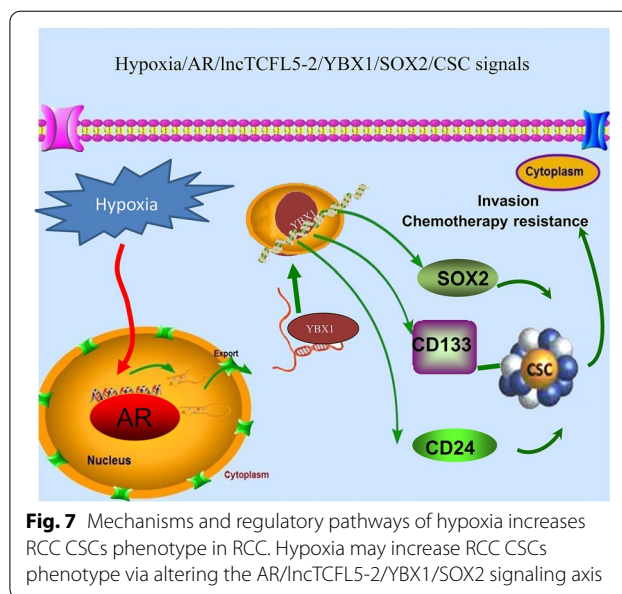 Hypoxia/AR/lncTCFL5-2/YBX1/SOX2/CSC signals
Cytoplasm
Invasion
Chemotherapy resistance
Hypoxia
YBX1
SOX2
YBX1
CD133
CSC
Export
AR
CD24
Nucleus
Cytoplasm
Fig. 7 Mechanisms and regulatory pathways of hypoxia increases
RCC CSCs phenotype in RCC. Hypoxia may increase RCC CSCs
phenotype via altering the AR/lncTCFL5-2/YBX1/SOX2 signaling axis